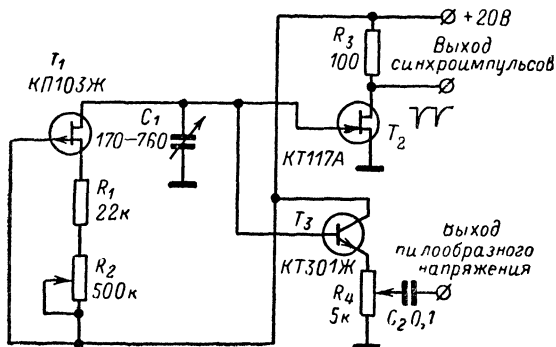 +20В
R3
100
Выход
синхроимпульсов
T1
КП103Ж
C1
170–760
КТ117А
T2
R1
22к
T3
КТ301Ж
Выход
пилообразного
напряжения
R2
500к
R4
5к
C2 0,1